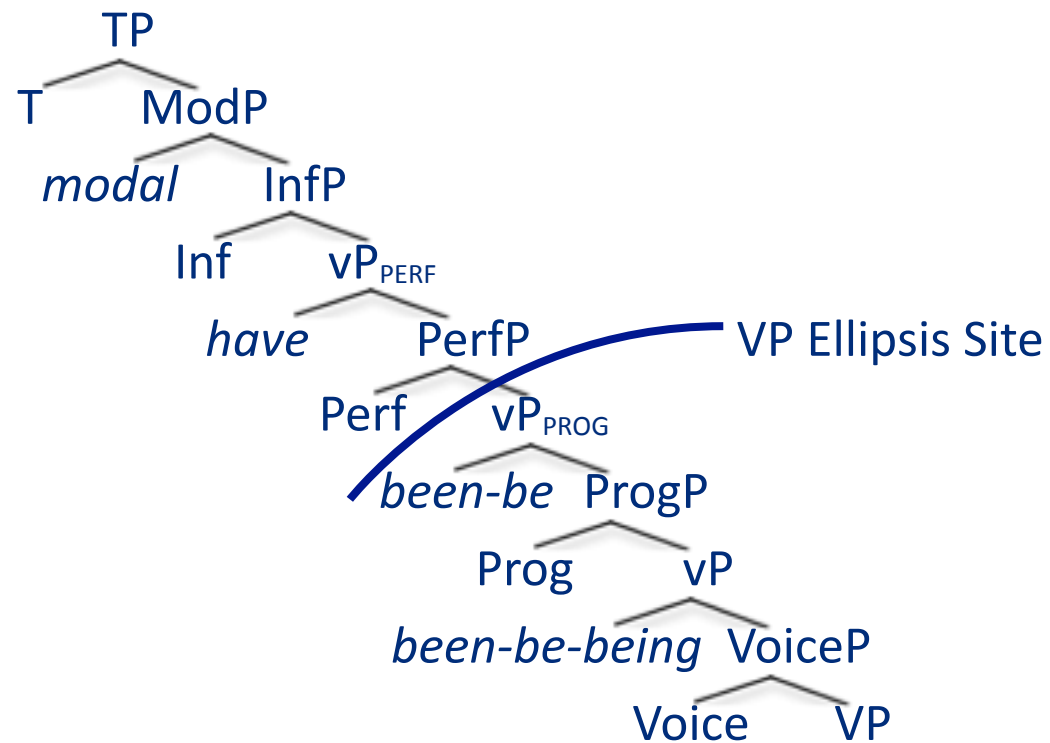 TP
T ModP
modal InfP
Inf vPPERF
have PerfP VP Ellipsis Site
Perf vPPROG
been-be ProgP
Prog vP
been-be-being VoiceP
Voice VP